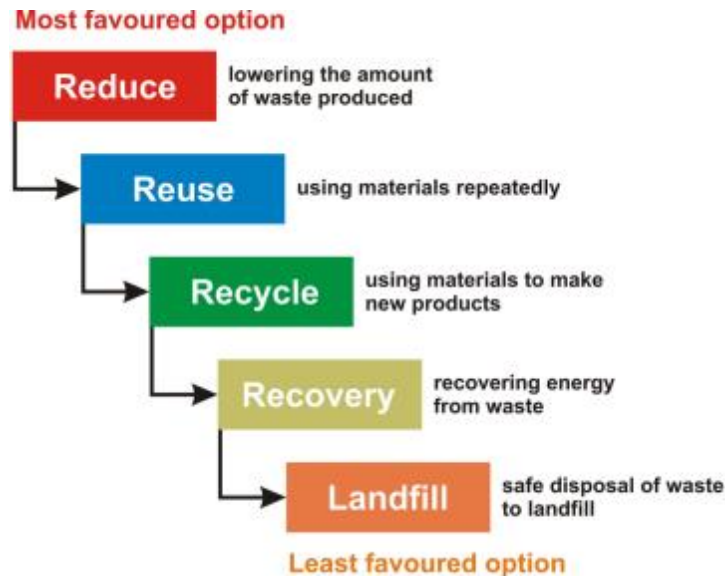 Most favoured option
Reduce
lowering the amount
of waste produced
Reuse
using materials repeatedly
Recycle
using materials to make
new products
Recovery
recovering energy
from waste
Landfill
safe disposal of waste
to landfill
Least favoured option